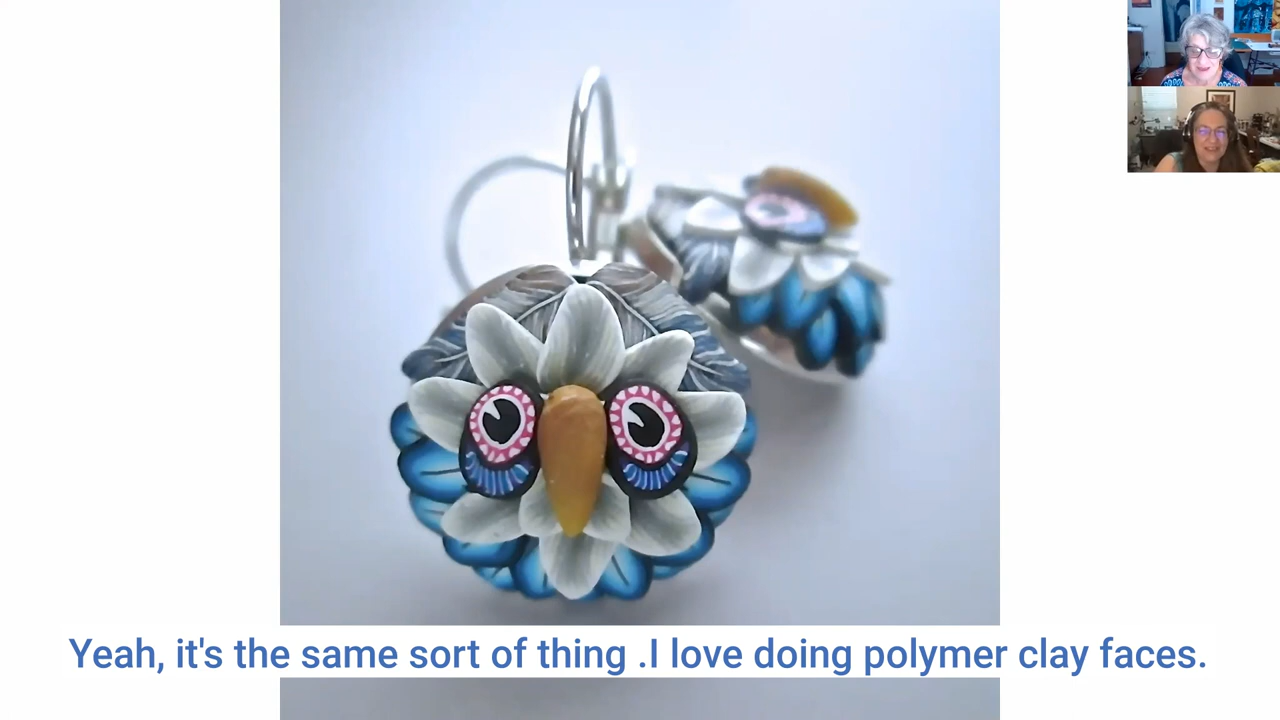 Yeah, it's the same sort of thing .I love doing polymer clay faces.